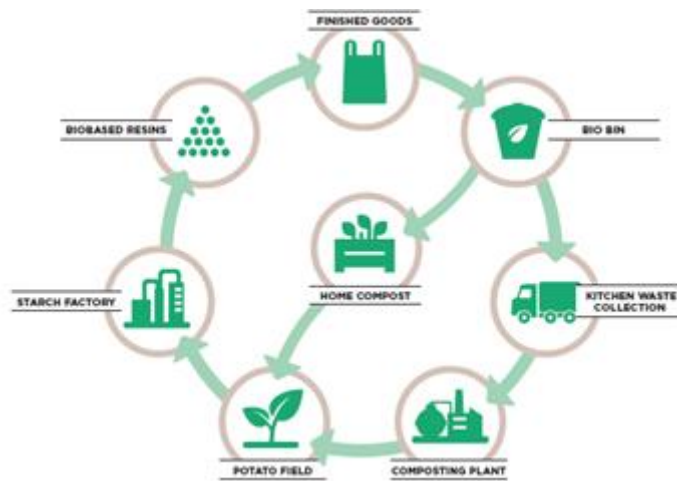 FINISHED GOODS
BIOBASED RESINS
BIO BIN
STARCH FACTORY
HOME COMPOST
KITCHEN WASTE
COLLECTION
POTATO FIELD
COMPOSTING PLANT